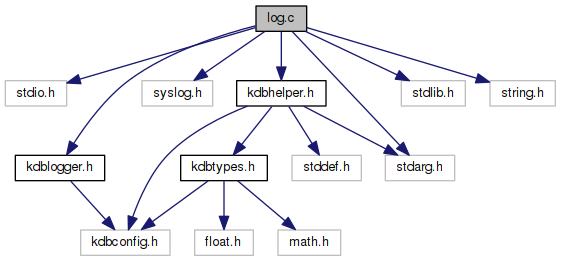 log.c
stdio.h
syslog.h
kdbhelper.h
stdlib.h
string.h
kdblogger.h
kdbtypes.h
stddef.h
stdarg.h
kdbconfig.h
float.h
math.h